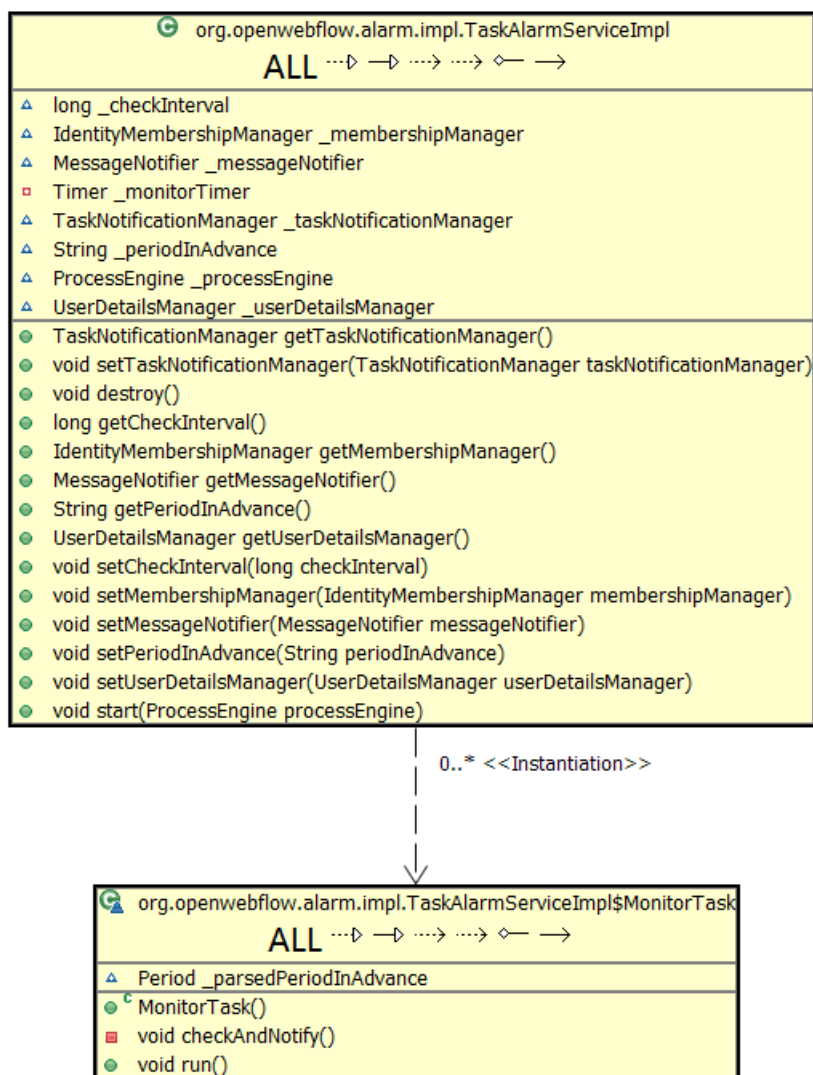 org.openwebflow.alarm.impl.TaskAlarmServiceImpl
ALL
long _checkInterval
IdentityMembershipManager _membershipManager
MessageNotifier _messageNotifier
Timer _monitorTimer
TaskNotificationManager _taskNotificationManager
String _periodInAdvance
ProcessEngine _processEngine
UserDetailsManager _userDetailsManager
TaskNotificationManager getTaskNotificationManager()
void setTaskNotificationManager(TaskNotificationManager taskNotificationManager)
void destroy()
long getCheckInterval()
IdentityMembershipManager getMembershipManager()
MessageNotifier getMessageNotifier()
String getPeriodInAdvance()
UserDetailsManager getUserDetailsManager()
void setCheckInterval(long checkInterval)
void setMembershipManager(IdentityMembershipManager membershipManager)
void setMessageNotifier(MessageNotifier messageNotifier)
void setPeriodInAdvance(String periodInAdvance)
void setUserDetailsManager(UserDetailsManager userDetailsManager)
void start(ProcessEngine processEngine)
0..* <<Instantiation>>
org.openwebflow.alarm.impl.TaskAlarmServiceImpl$MonitorTask
ALL
Period _parsedPeriodInAdvance
MonitorTask()
void checkAndNotify()
void run()